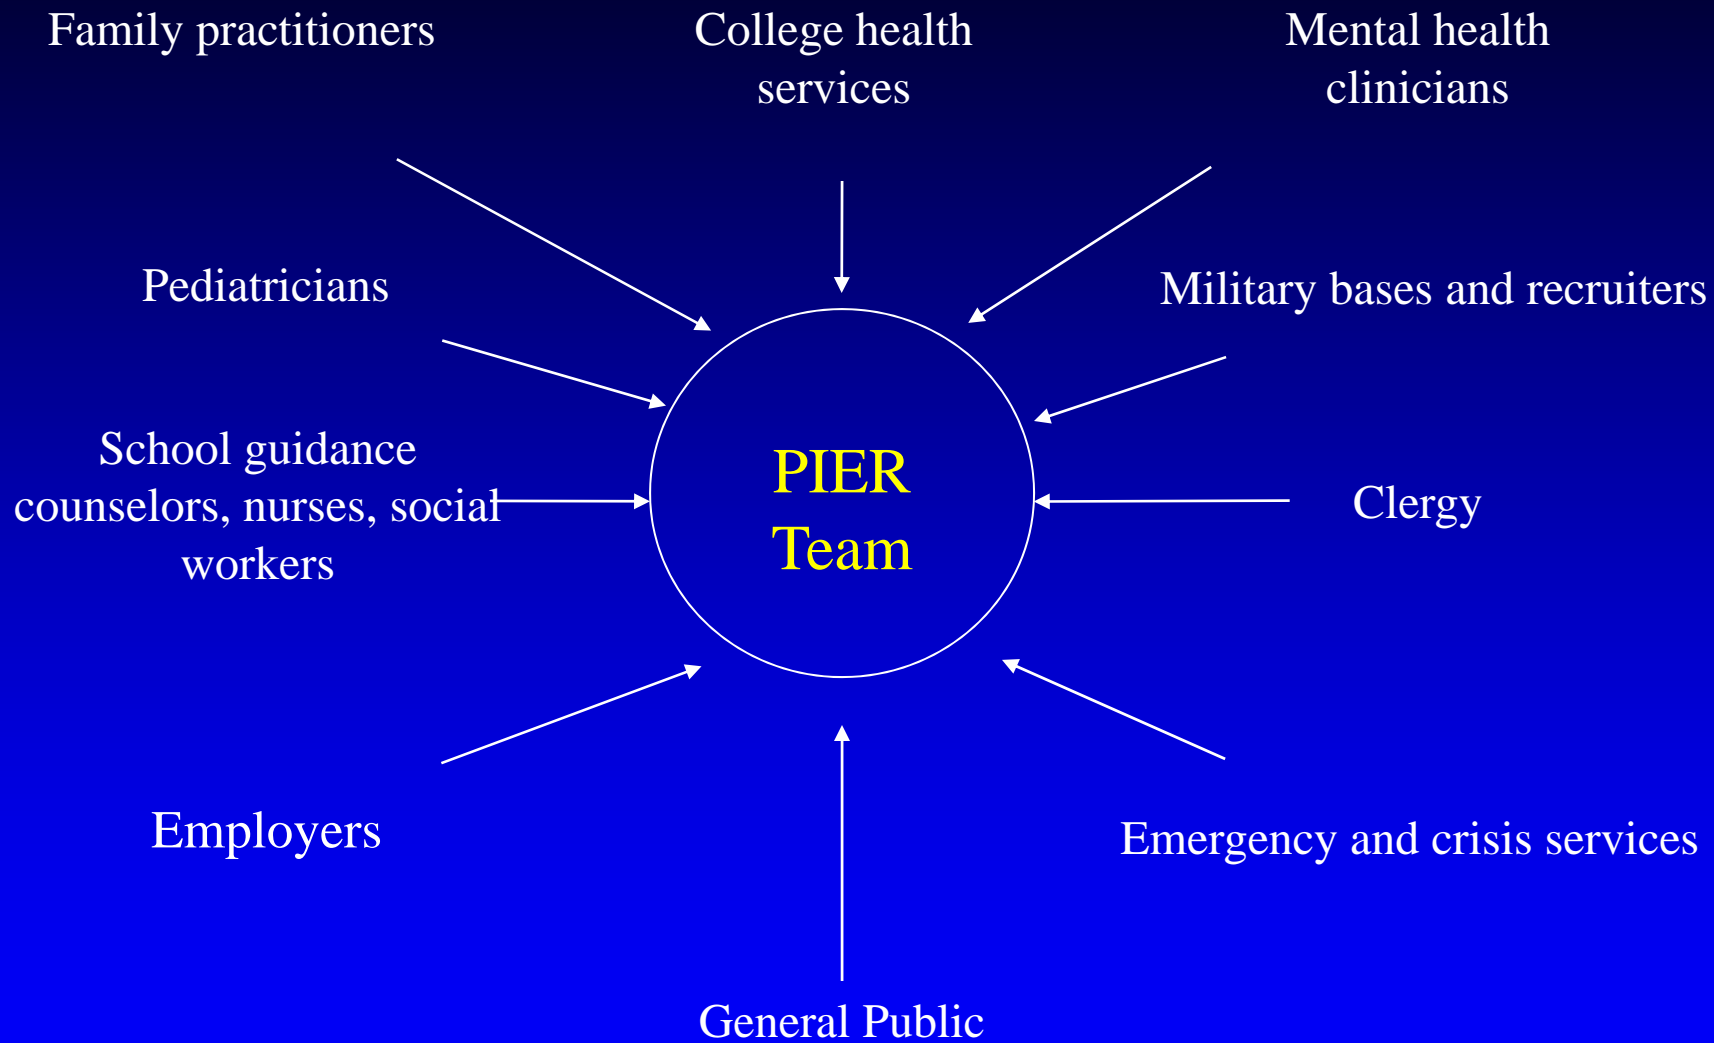 Family practitioners
College health
services
Mental health
clinicians
Pediatricians
Military bases and recruiters
School guidance
counselors, nurses, social
workers
PIER
Team
Clergy
Employers
Emergency and crisis services
General Public